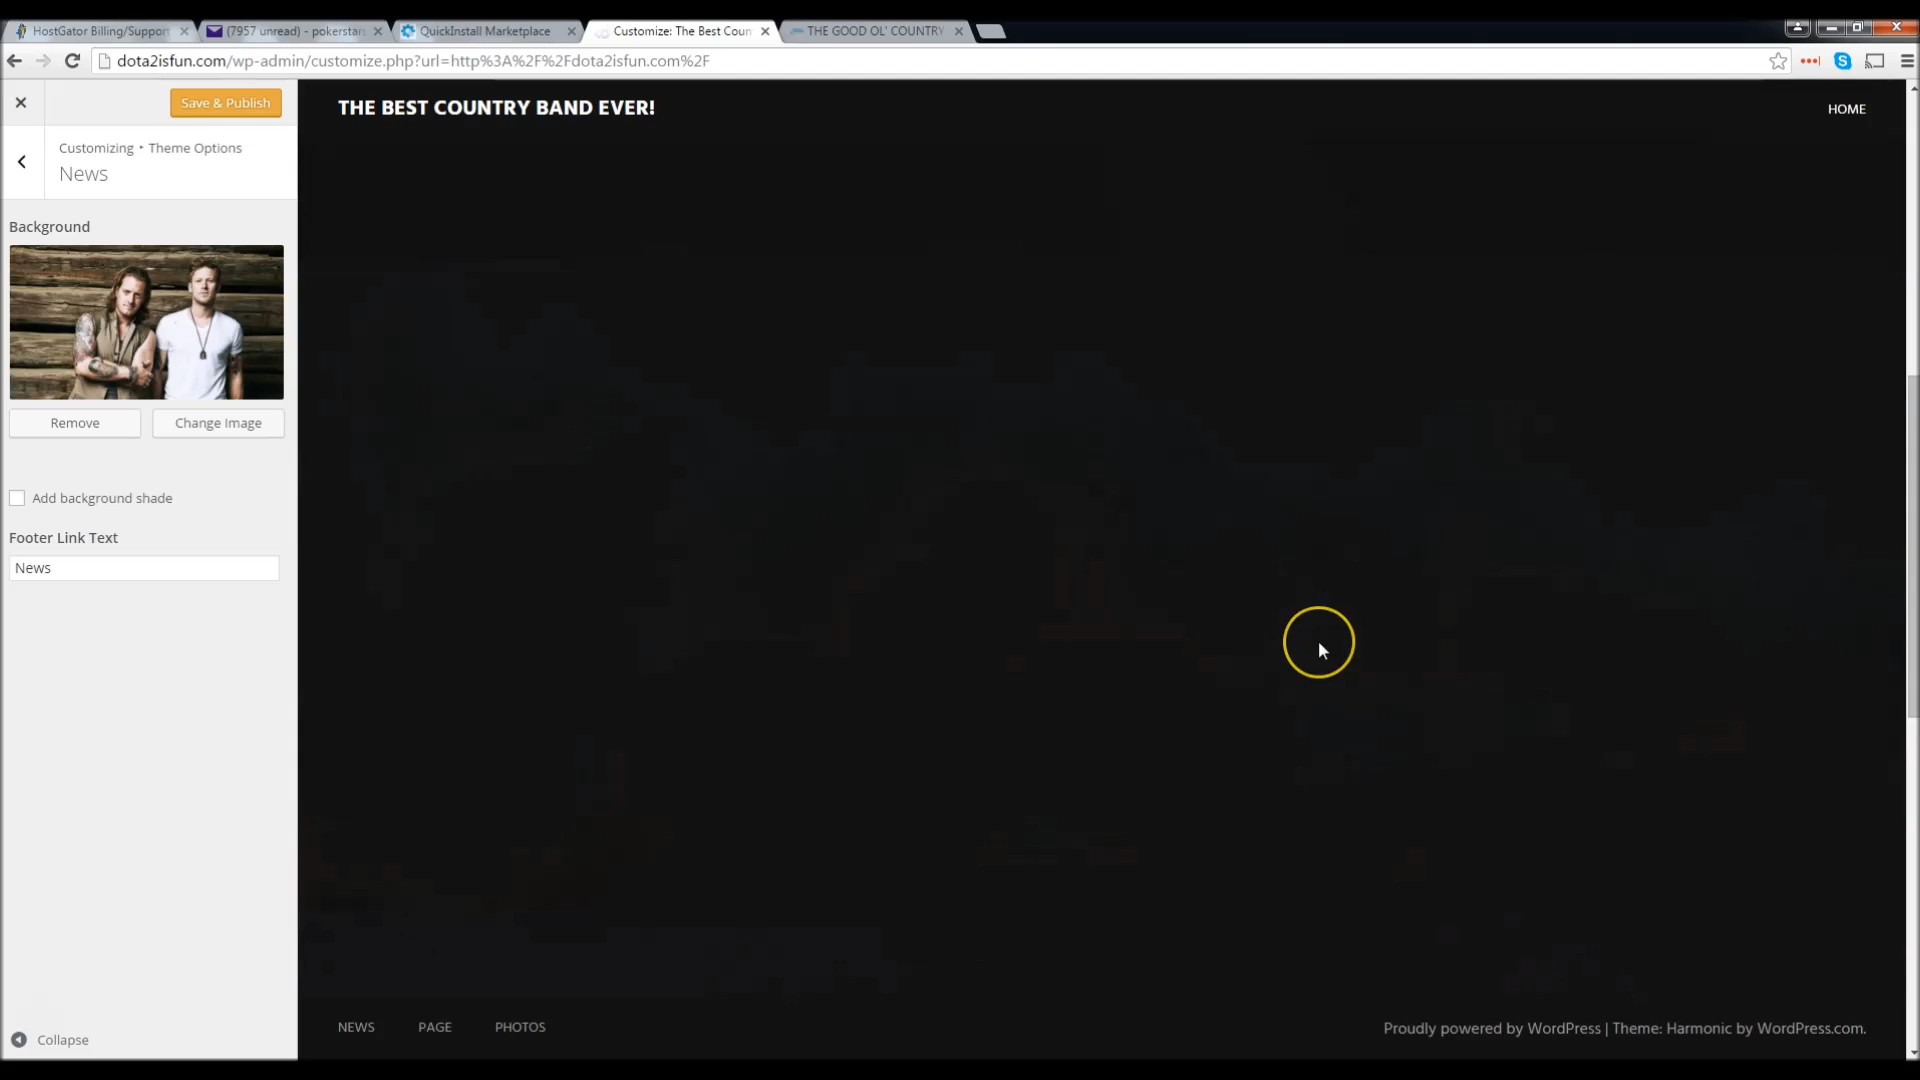 HostGator Billing/Support
(7957 unread) - pokerstar
QuickInstall Marketplace
Customize: The Best Coun
THE GOOD OL' COUNTRY
dota2isfun.com/wp-admin/customize.php?url=http%3A%2F%2Fdota2isfun.com%2F
Save & Publish
THE BEST COUNTRY BAND EVER!
HOME
Customizing ‣ Theme Options
News
Background
Remove
Change Image
Add background shade
Footer Link Text
News
NEWS
PAGE
PHOTOS
Proudly powered by WordPress | Theme: Harmonic by WordPress.com.
Collapse